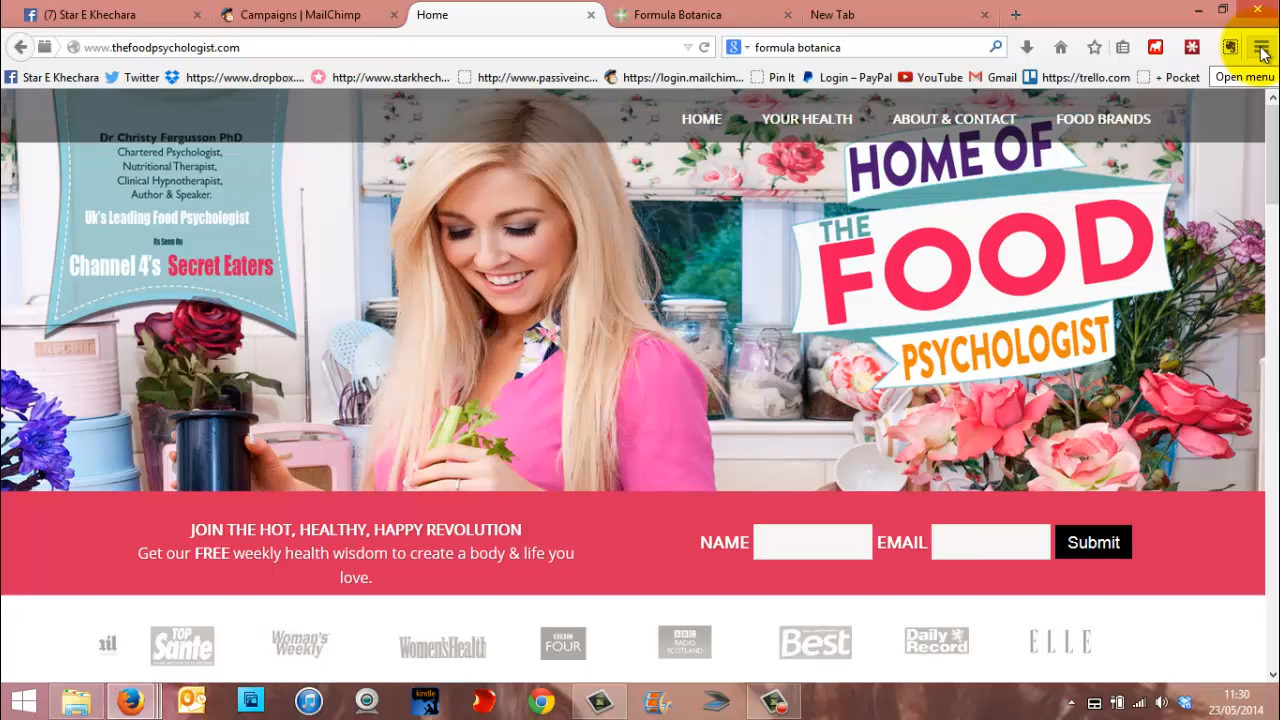 (7) Star E Khechara
Campaigns | MailChimp
Home
Formula Botanica
New Tab
www.thefoodpsychologist.com
formula botanica
Star E Khechara
Twitter
https://www.dropbox....
http://www.starkhech...
http://www.passiveinc...
https://login.mailchim...
Pin It
Login – PayPal
YouTube
Gmail
https://trello.com
+ Pocket
Open menu
HOME
YOUR HEALTH
ABOUT & CONTACT
FOOD BRANDS
Dr Christy Fergusson PhD
Chartered Psychologist,
Nutritional Therapist,
Clinical Hypnotherapist,
Author & Speaker.
Uk's Leading Food Psychologist
As Seen On
Channel 4's Secret Eaters
HOME OF
THE
FOOD
PSYCHOLOGIST
JOIN THE HOT, HEALTHY, HAPPY REVOLUTION
Get our FREE weekly health wisdom to create a body & life you
love.
NAME
EMAIL
Submit
TOP
Santé
Woman's
Weekly
Women'sHealth
FOUR
BBC
RADIO
SCOTLAND
Best
Daily
Record
ELLE
kindle
11:30
23/05/2014